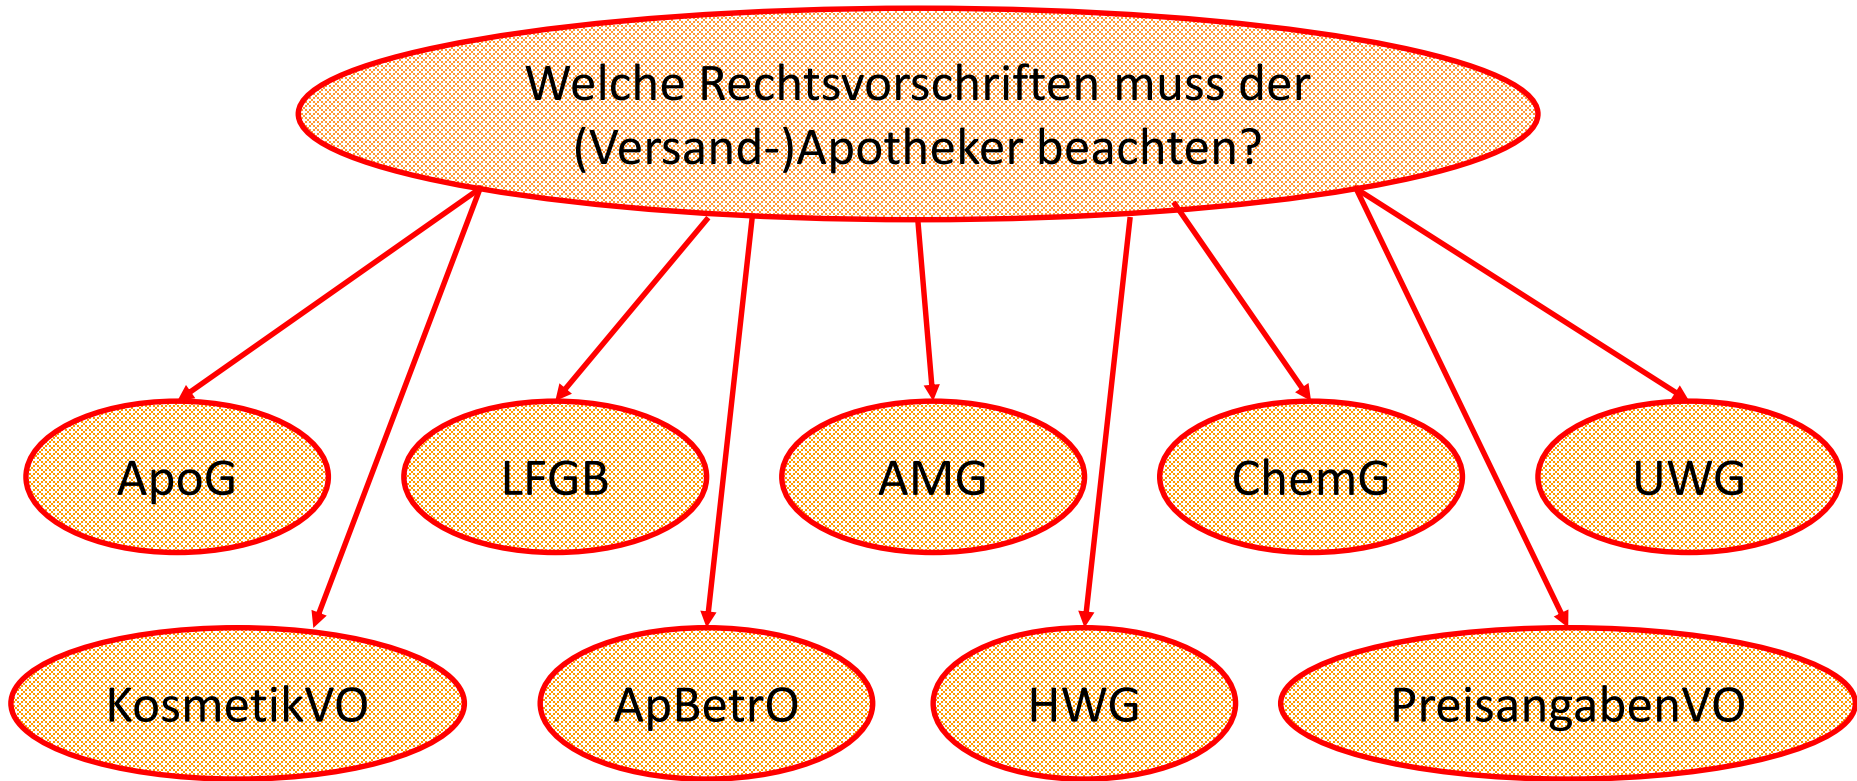 Welche Rechtsvorschriften muss der
(Versand-)Apotheker beachten?
ApoG
LFGB
AMG
ChemG
UWG
KosmetikVO
ApBetrO
HWG
PreisangabenVO